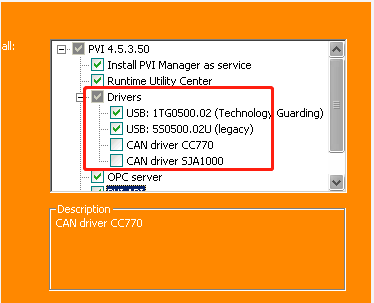 all:
PVI 4.5.3.50
Install PVI Manager as service
Runtime Utility Center
Drivers
USB: 1TG0500.02 (Technology Guarding)
USB: 5S0500.02U (legacy)
CAN driver CC770
CAN driver SJA1000
OPC server
Description
CAN driver CC770